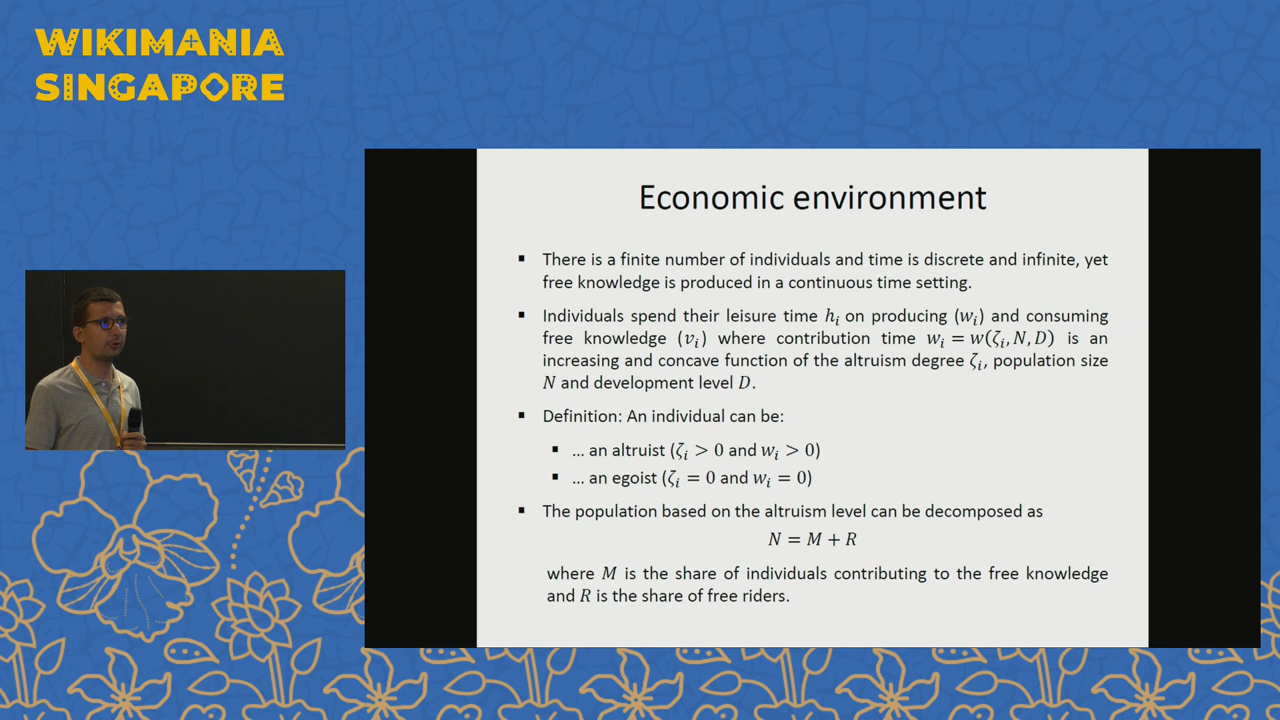 WIKIMANIA
SINGAPORE
Economic environment
▪ There is a finite number of individuals and time is discrete and infinite, yet
free knowledge is produced in a continuous time setting.
▪ Individuals spend their leisure time hᵢ on producing (wᵢ) and consuming
free knowledge (vᵢ) where contribution time wᵢ = w(ζᵢ, N, D) is an
increasing and concave function of the altruism degree ζᵢ, population size
N and development level D.
▪ Definition: An individual can be:
▪ ... an altruist (ζᵢ > 0 and wᵢ > 0)
▪ ... an egoist (ζᵢ = 0 and wᵢ = 0)
▪ The population based on the altruism level can be decomposed as
N = M + R
where M is the share of individuals contributing to the free knowledge
and R is the share of free riders.